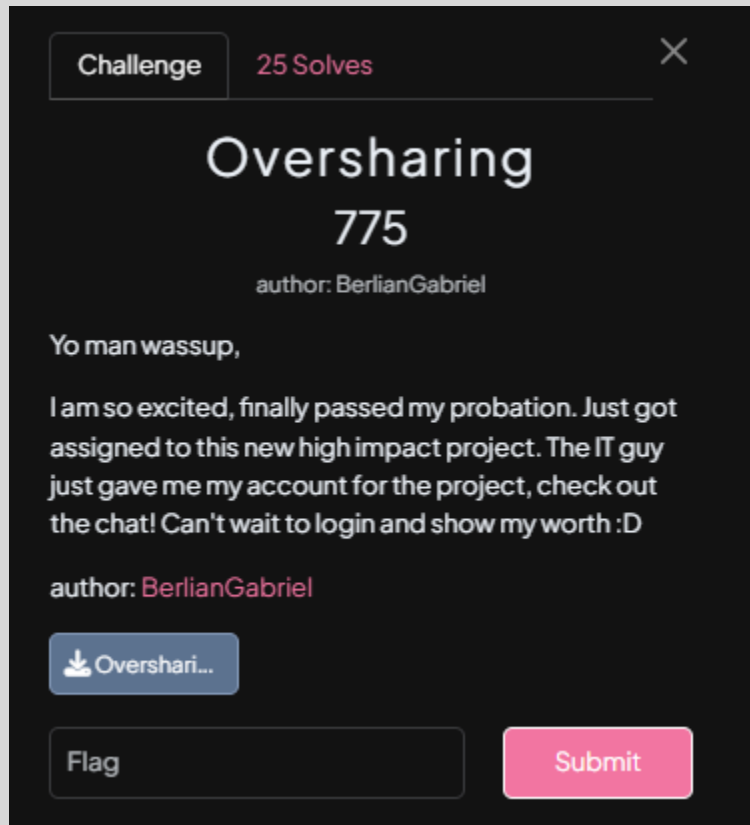 Challenge
25 Solves
Oversharing
775
author: BerlianGabriel
Yo man wassup,
I am so excited, finally passed my probation. Just got
assigned to this new high impact project. The IT guy
just gave me my account for the project, check out
the chat! Can't wait to login and show my worth :D
author: BerlianGabriel
Overshari...
Flag
Submit